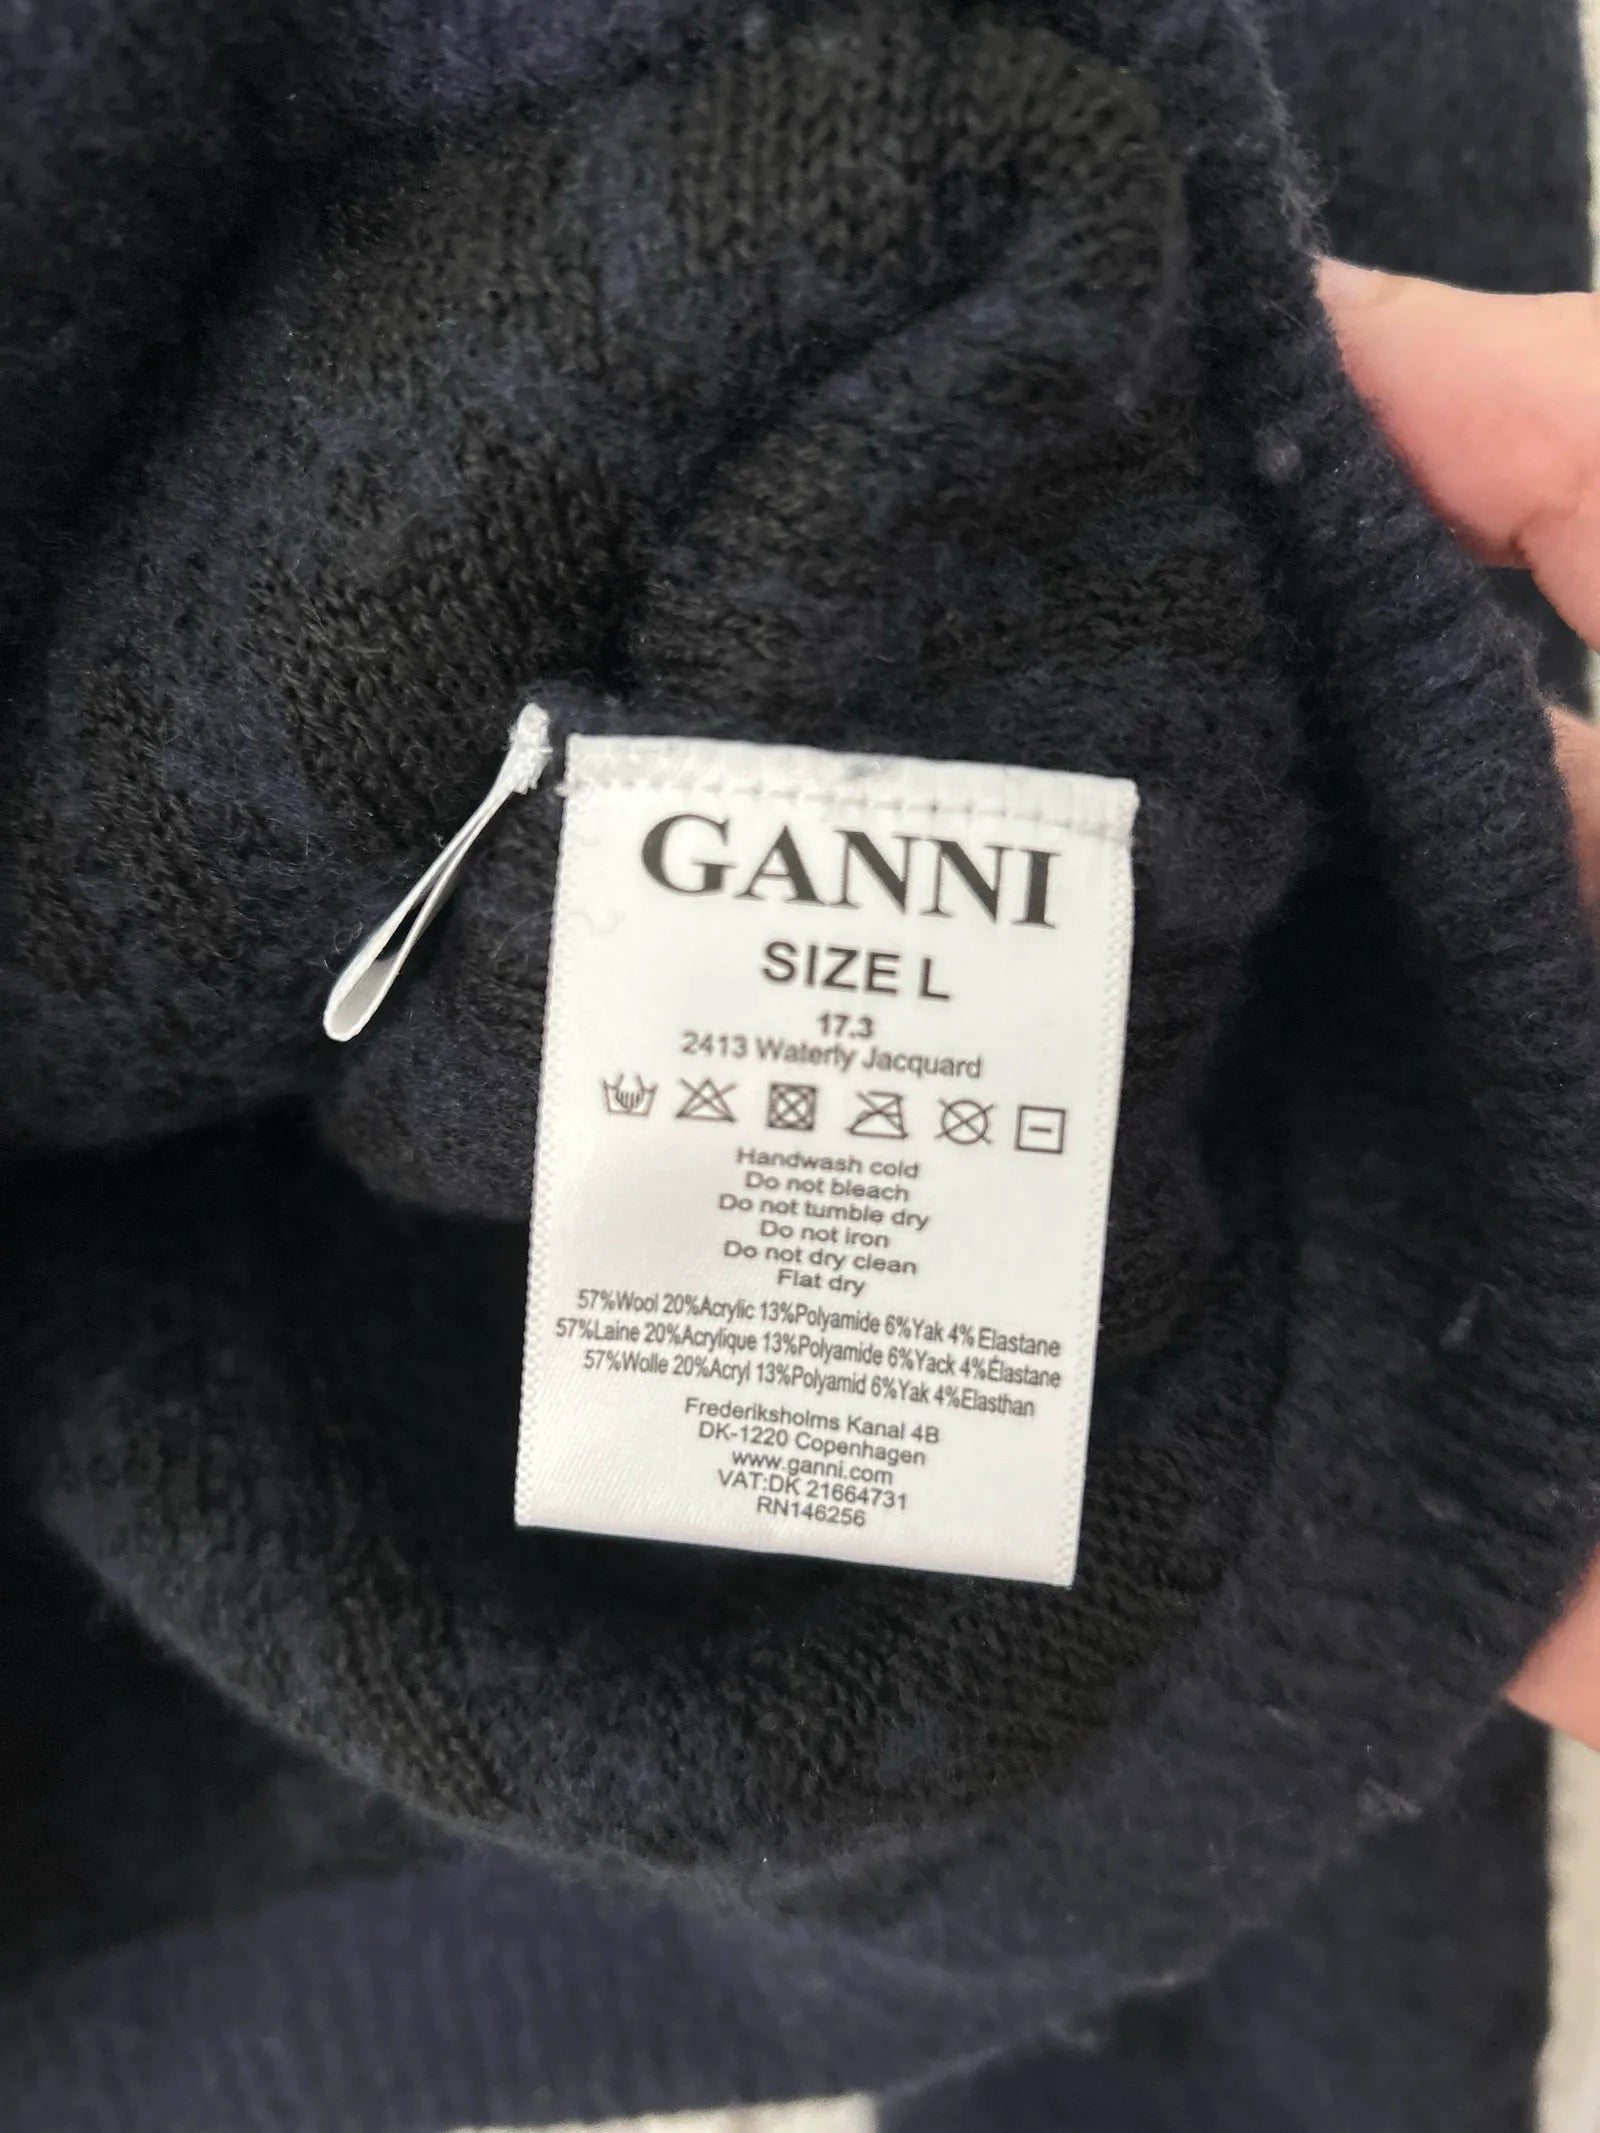 GANNI
SIZE L
17.3
2413 Waterfy Jacquard
Handwash cold
Do not bleach
Do not tumble dry
Do not iron
Do not dry clean
Flat dry
57%Wool 20%Acrylic 13%Polyamide 6%Yak 4%Elastane
57%Laine 20%Acrylique 13%Polyamide 6%Yack 4%Élastane
57%Wolle 20%Acryl 13%Polyamid 6%Yak 4%Elasthan
Frederiksholms Kanal 4B
DK-1220 Copenhagen
www.ganni.com
VAT:DK 21664731
RN146256